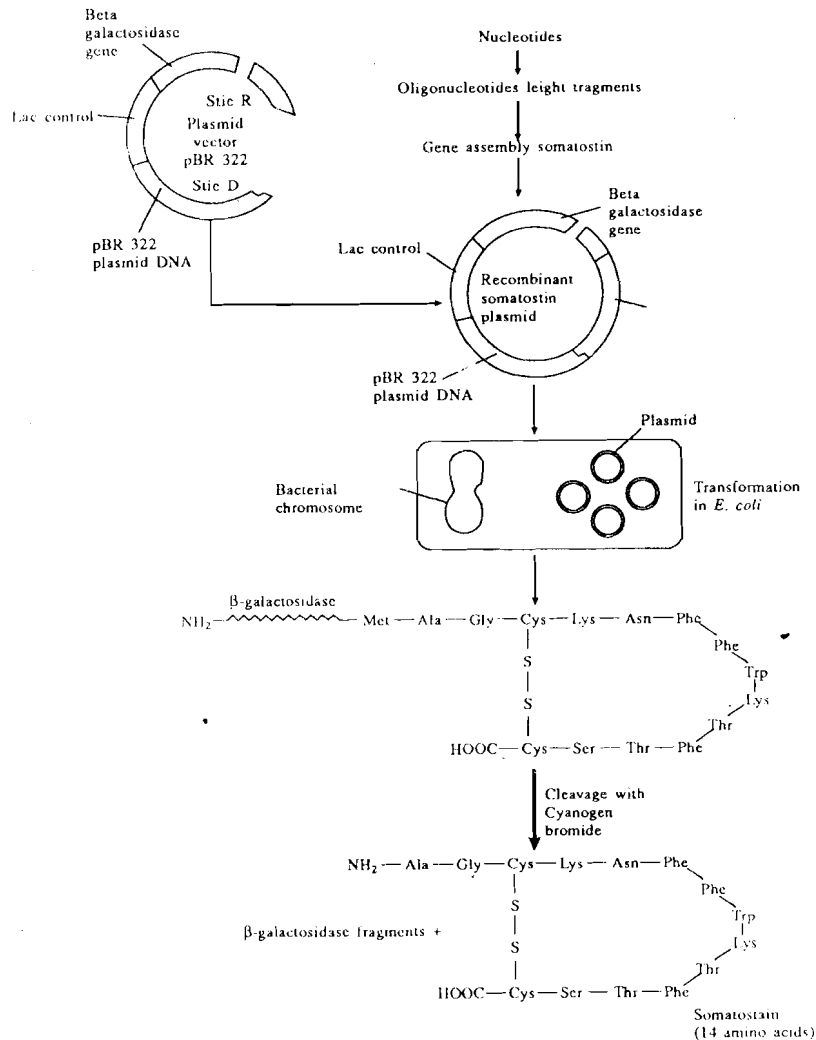 Beta
galactosidase
gene
Lac control
Stie R
Plasmid
vector
pBR 322
Stie D
pBR 322
plasmid DNA
Nucleotides
Oligonucleotides leight tragments
Gene assembly somatostin
Beta
galactosidase
gene
Lac control
Recombinant
somatostin
plasmid
pBR 322
plasmid DNA
Plasmid
Bacterial
chromosome
Transformation
in E. coli
β-galactosidase
NH2 Met — Ala — Gly — Cys — Lys — Asn — Phe
Phe
Trp
Lys
Thr
S
S
HOOC — Cys — Ser — Thr — Phe
Cleavage with
Cyanogen
bromide
NH2 — Ala — Gly — Cys — Lys — Asn — Phe
Phe
Trp
Lys
Thr
S
S
β-galactosidase fragments +
HOOC — Cys — Ser — Thr — Phe
Somatostain
(14 amino acids)